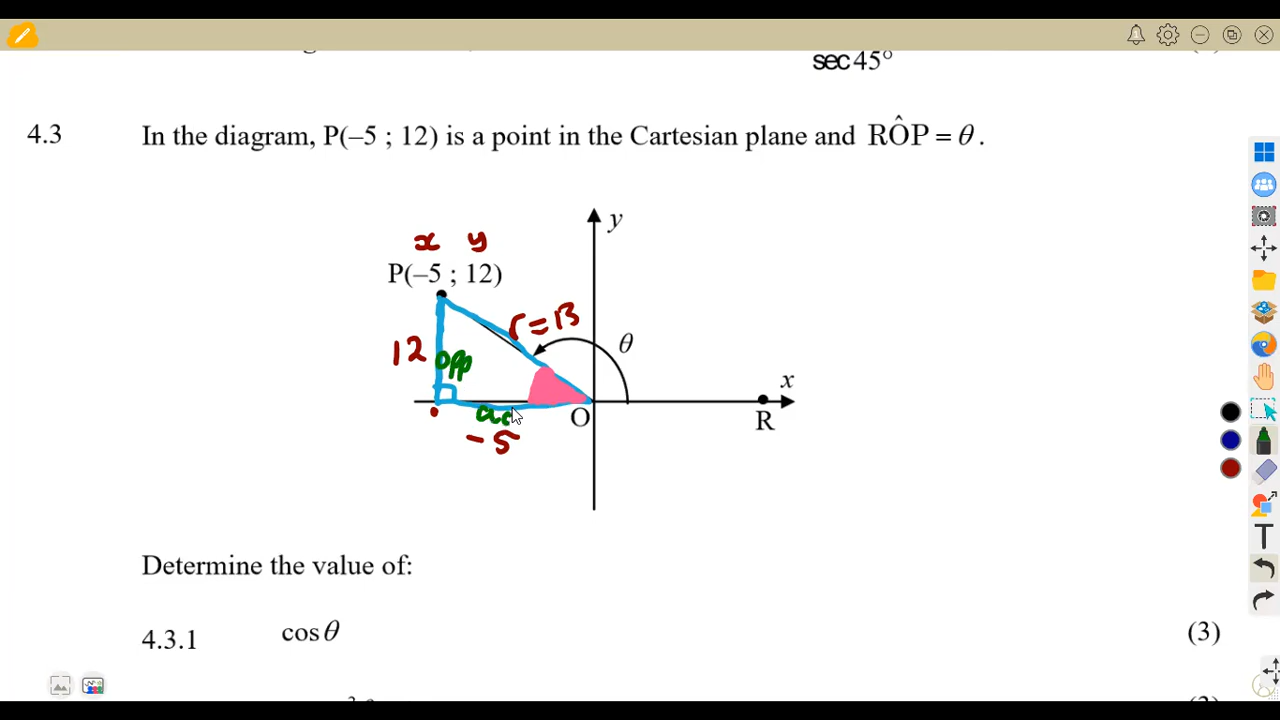 sec 45°
4.3 In the diagram, P(–5 ; 12) is a point in the Cartesian plane and RÔP = θ .
y
x y
P(–5 ; 12)
r = 13
θ
12 opp
x
O
R
ad
-5
Determine the value of:
4.3.1 cos θ (3)
T